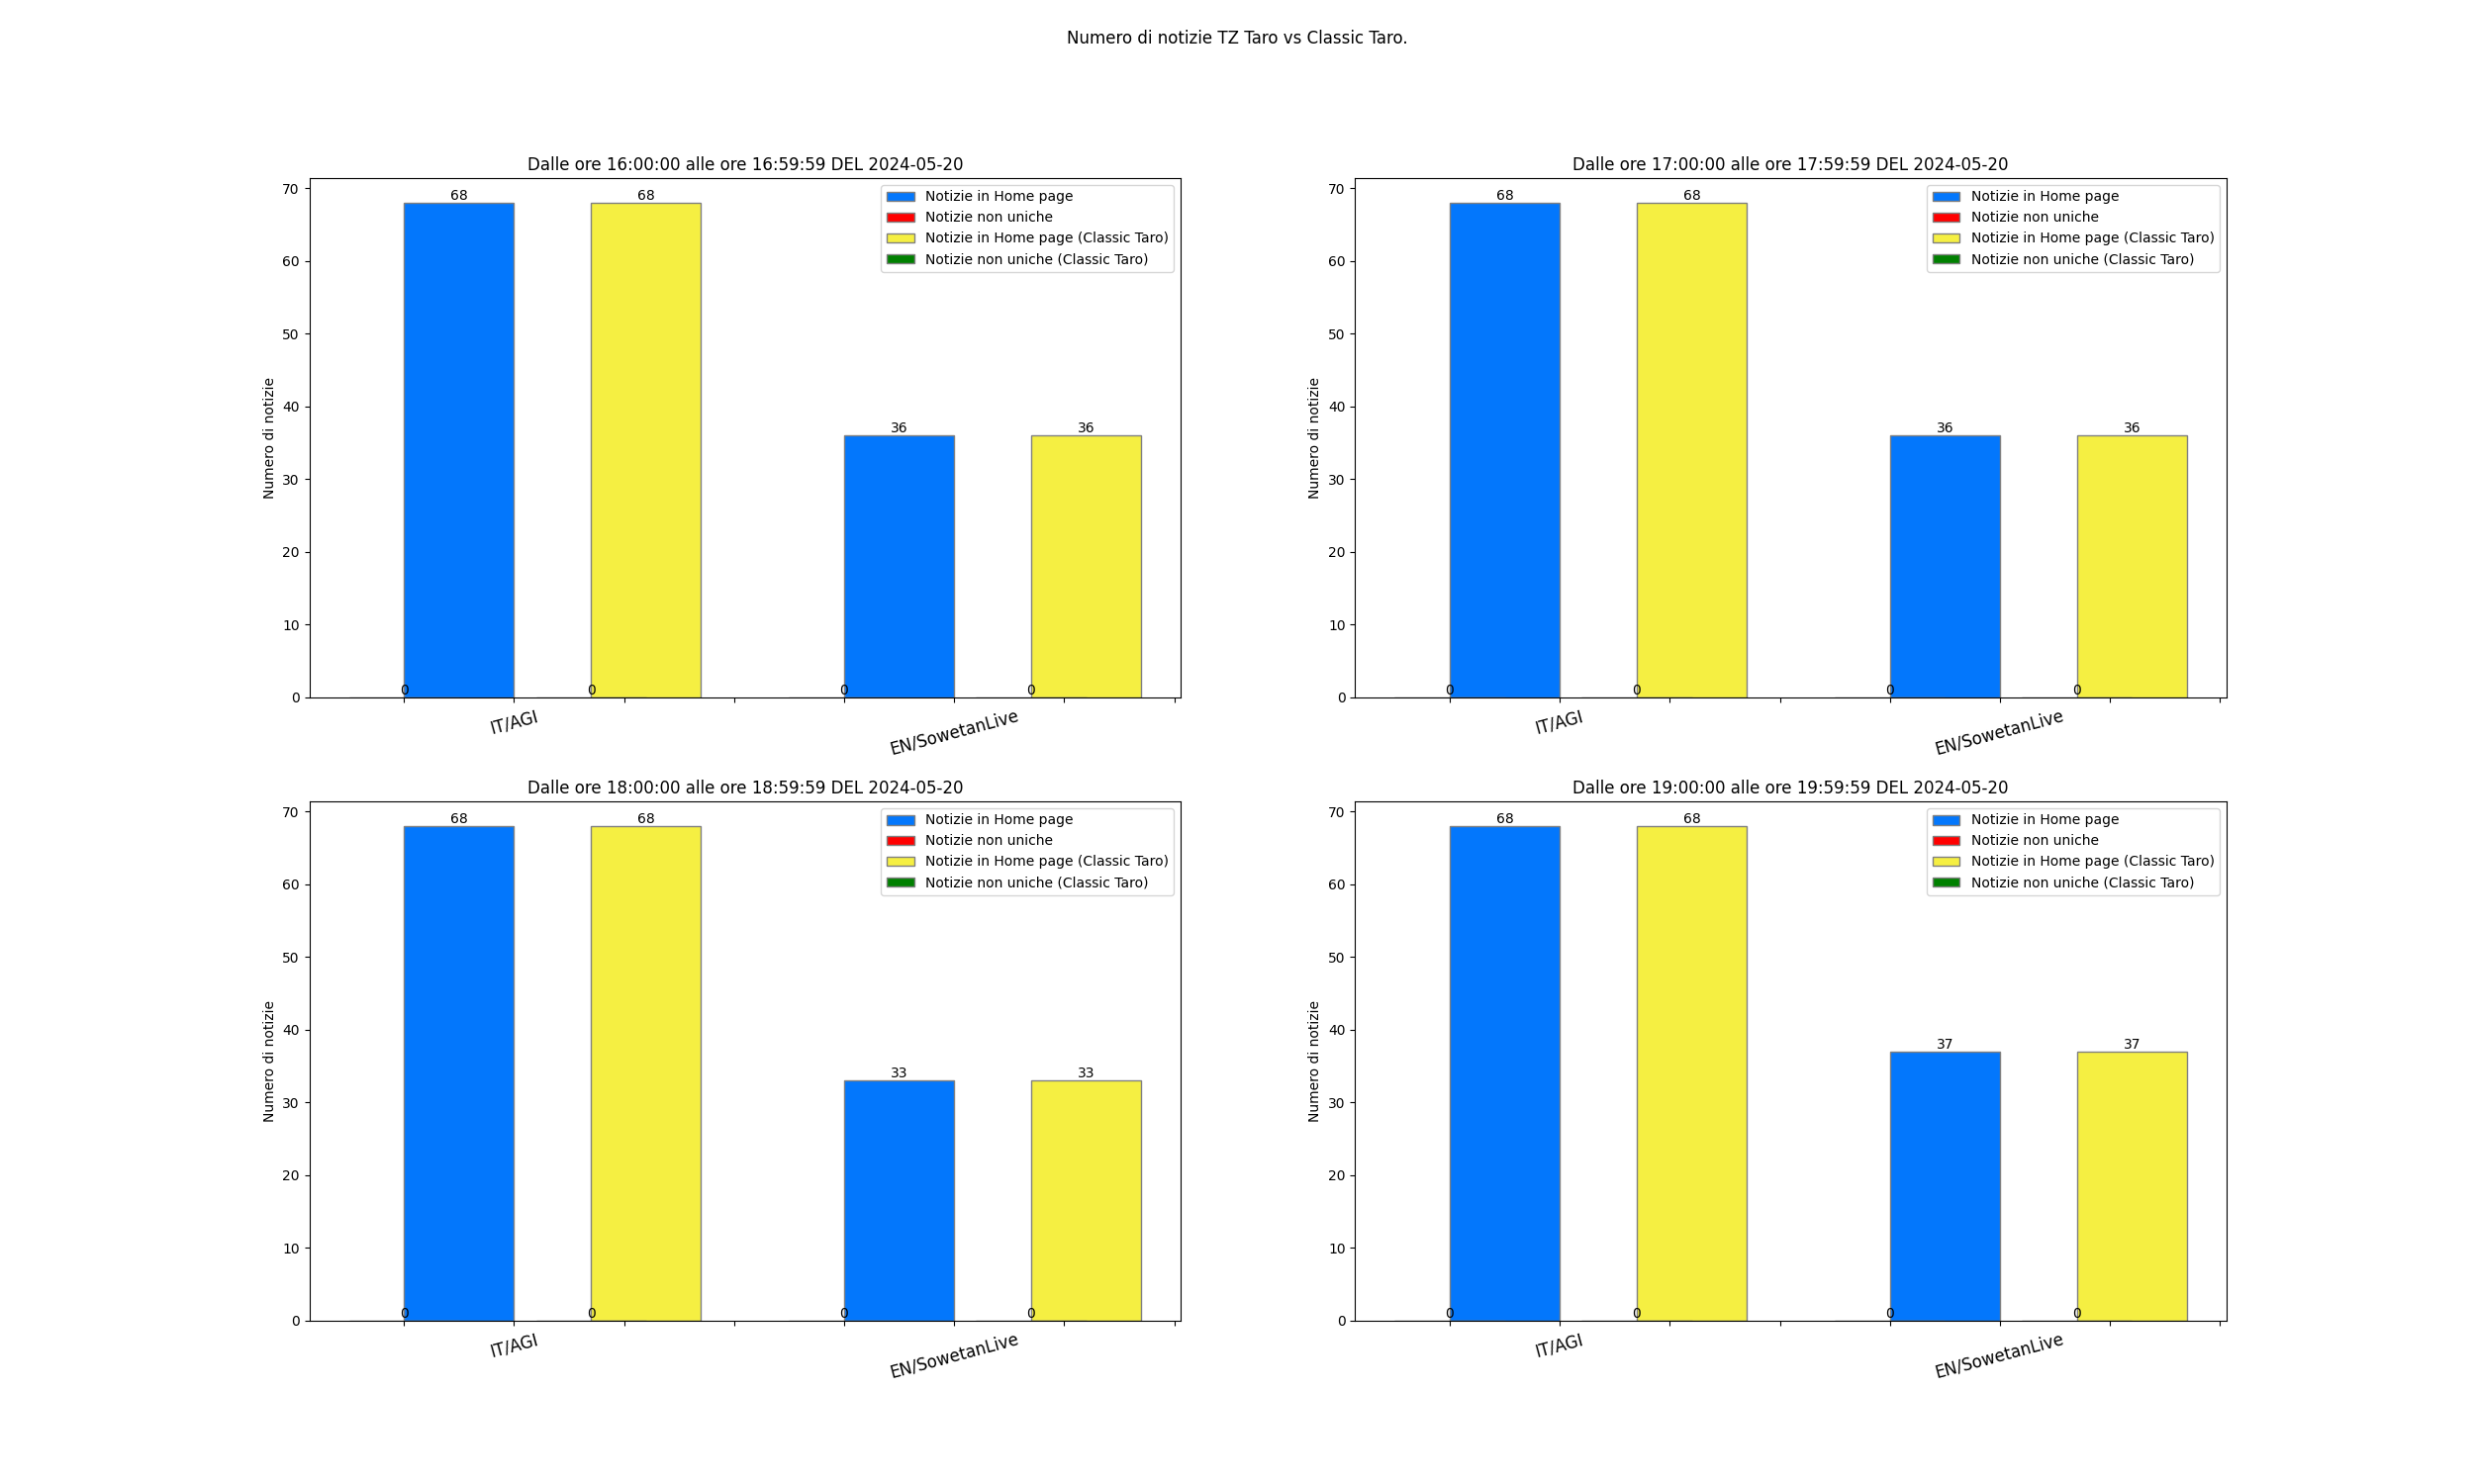 Numero di notizie TZ Taro vs Classic Taro.
Dalle ore 16:00:00 alle ore 16:59:59 DEL 2024-05-20
Numero di notizie
70
60
50
40
30
20
10
0
68
68
36
36
0
0
0
0
Notizie in Home page
Notizie non uniche
Notizie in Home page (Classic Taro)
Notizie non uniche (Classic Taro)
IT/AGI
EN/SowetanLive
Dalle ore 17:00:00 alle ore 17:59:59 DEL 2024-05-20
Numero di notizie
70
60
50
40
30
20
10
0
68
68
36
36
0
0
0
0
Notizie in Home page
Notizie non uniche
Notizie in Home page (Classic Taro)
Notizie non uniche (Classic Taro)
IT/AGI
EN/SowetanLive
Dalle ore 18:00:00 alle ore 18:59:59 DEL 2024-05-20
Numero di notizie
70
60
50
40
30
20
10
0
68
68
33
33
0
0
0
0
Notizie in Home page
Notizie non uniche
Notizie in Home page (Classic Taro)
Notizie non uniche (Classic Taro)
IT/AGI
EN/SowetanLive
Dalle ore 19:00:00 alle ore 19:59:59 DEL 2024-05-20
Numero di notizie
70
60
50
40
30
20
10
0
68
68
37
37
0
0
0
0
Notizie in Home page
Notizie non uniche
Notizie in Home page (Classic Taro)
Notizie non uniche (Classic Taro)
IT/AGI
EN/SowetanLive